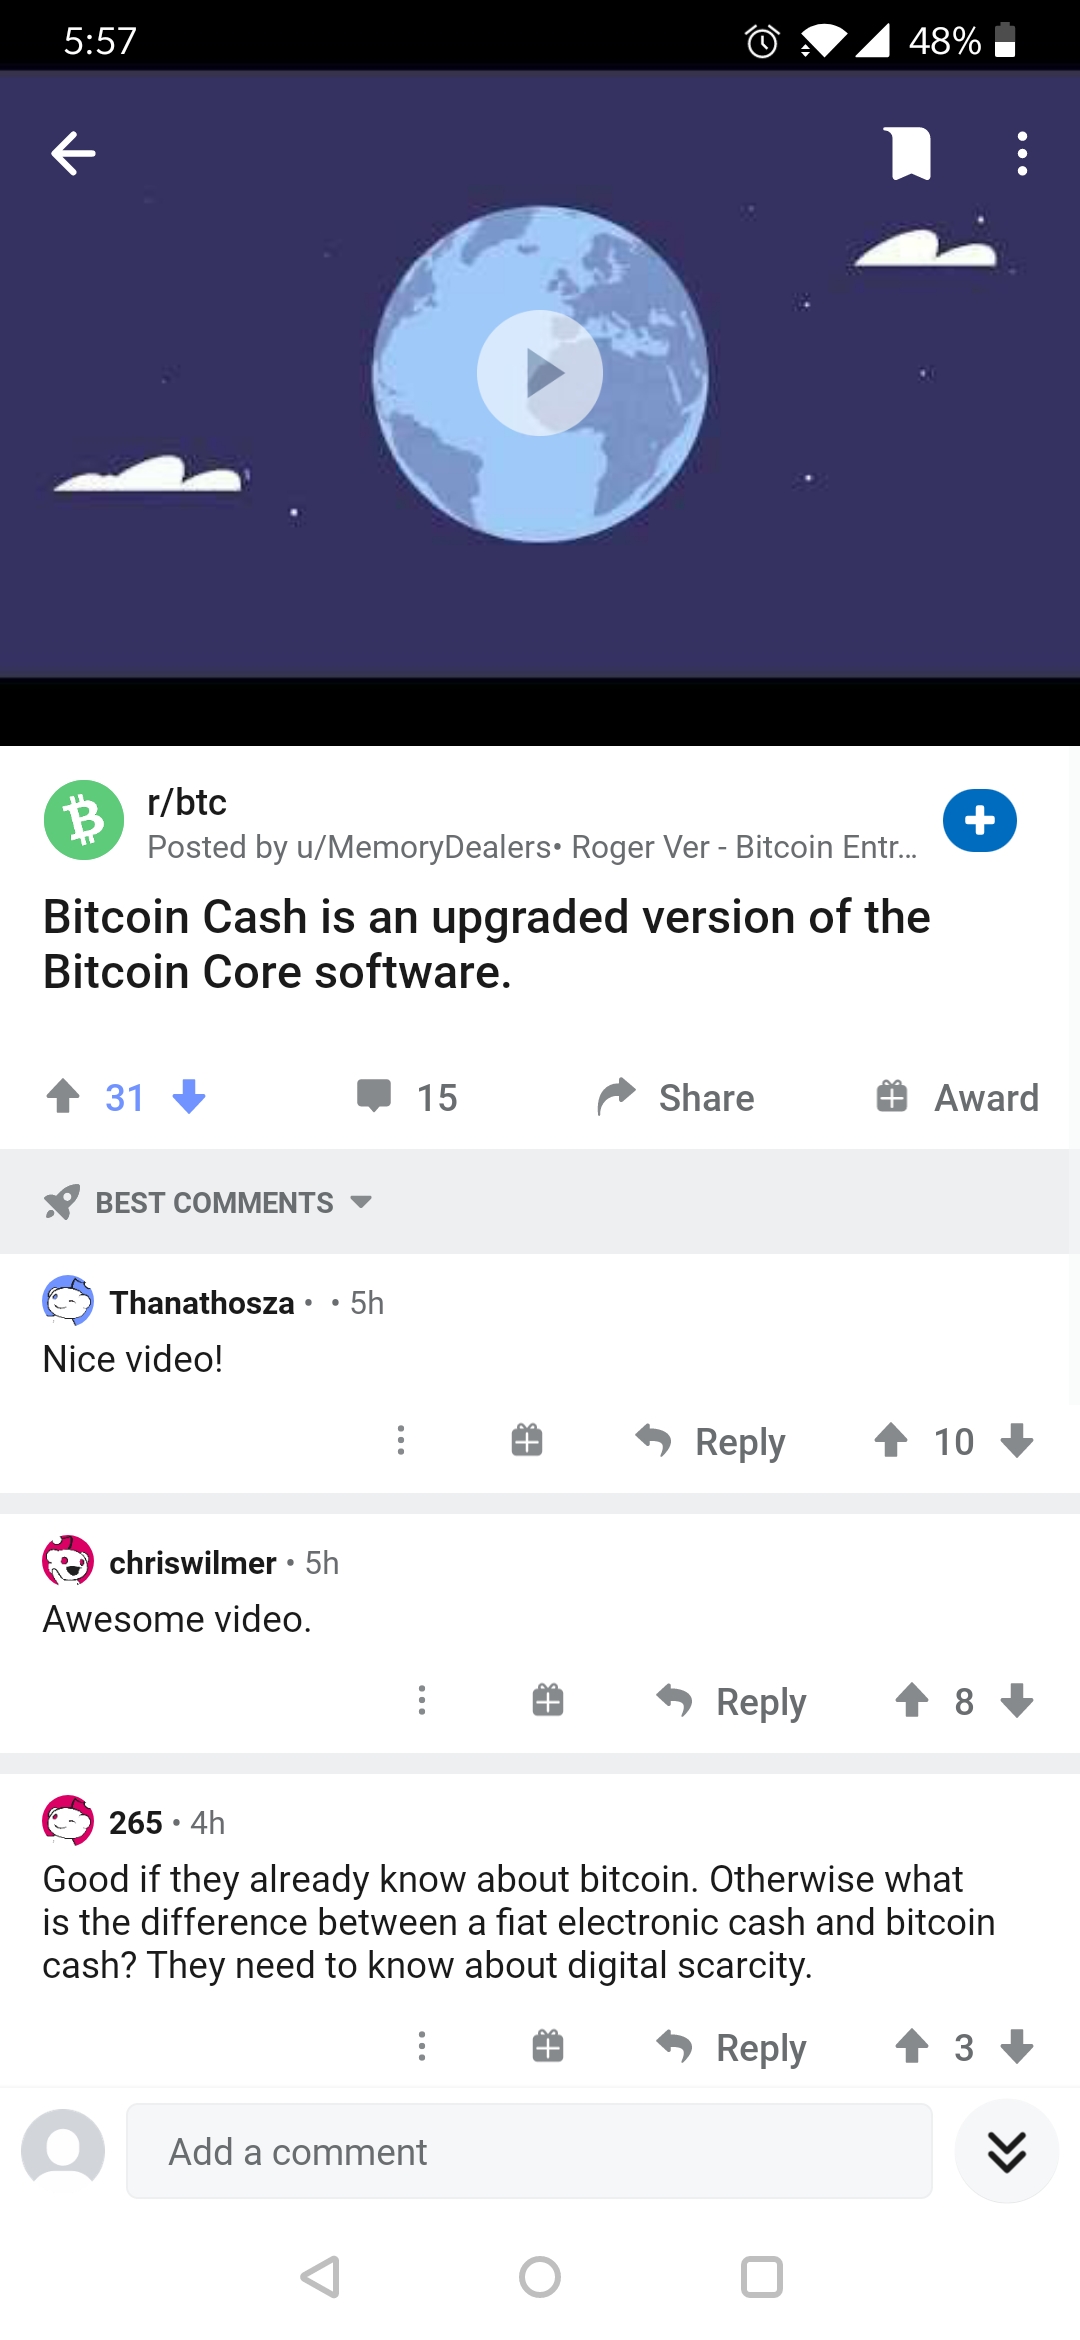 5:57
48%
r/btc
Posted by u/MemoryDealers• Roger Ver - Bitcoin Entr...
Bitcoin Cash is an upgraded version of the
Bitcoin Core software.
31
15
Share
Award
BEST COMMENTS
Thanathosza • • 5h
Nice video!
Reply
10
chriswilmer • 5h
Awesome video.
Reply
8
265 • 4h
Good if they already know about bitcoin. Otherwise what
is the difference between a fiat electronic cash and bitcoin
cash? They need to know about digital scarcity.
Reply
3
Add a comment